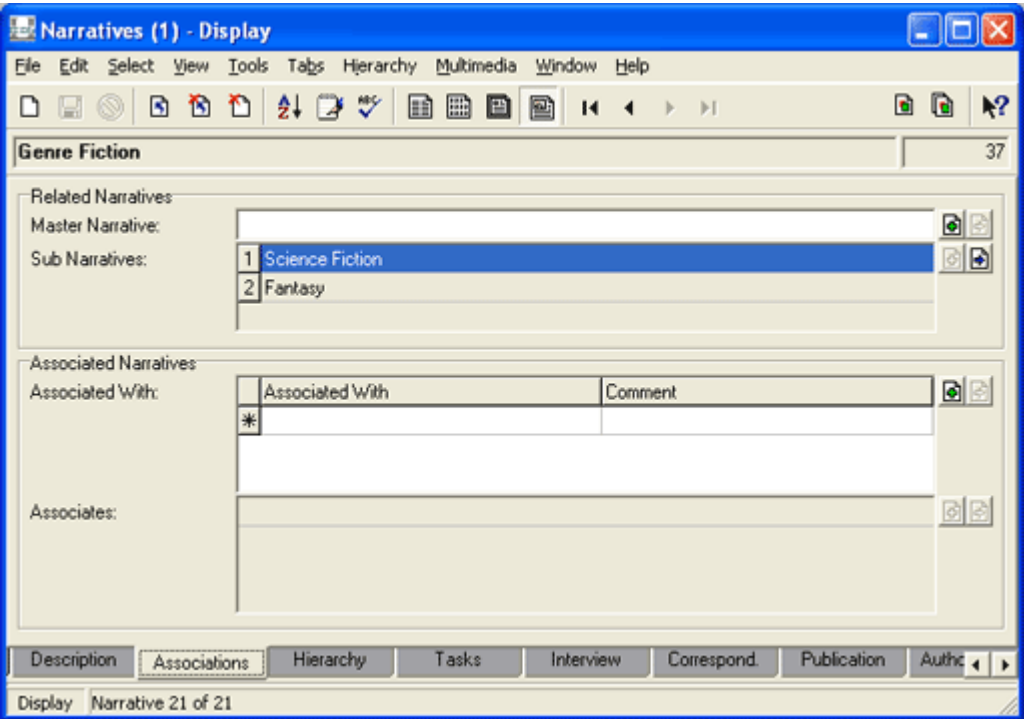 Narratives (1) - Display
File Edit Select View Tools Tabs Hierarchy Multimedia Window Help
Genre Fiction 37
Related Narratives
Master Narrative:
Sub Narratives: 1 Science Fiction
2 Fantasy
Associated Narratives
Associated With: Associated With Comment
Associates:
Description Associations Hierarchy Tasks Interview Correspond. Publication
Display Narrative 21 of 21